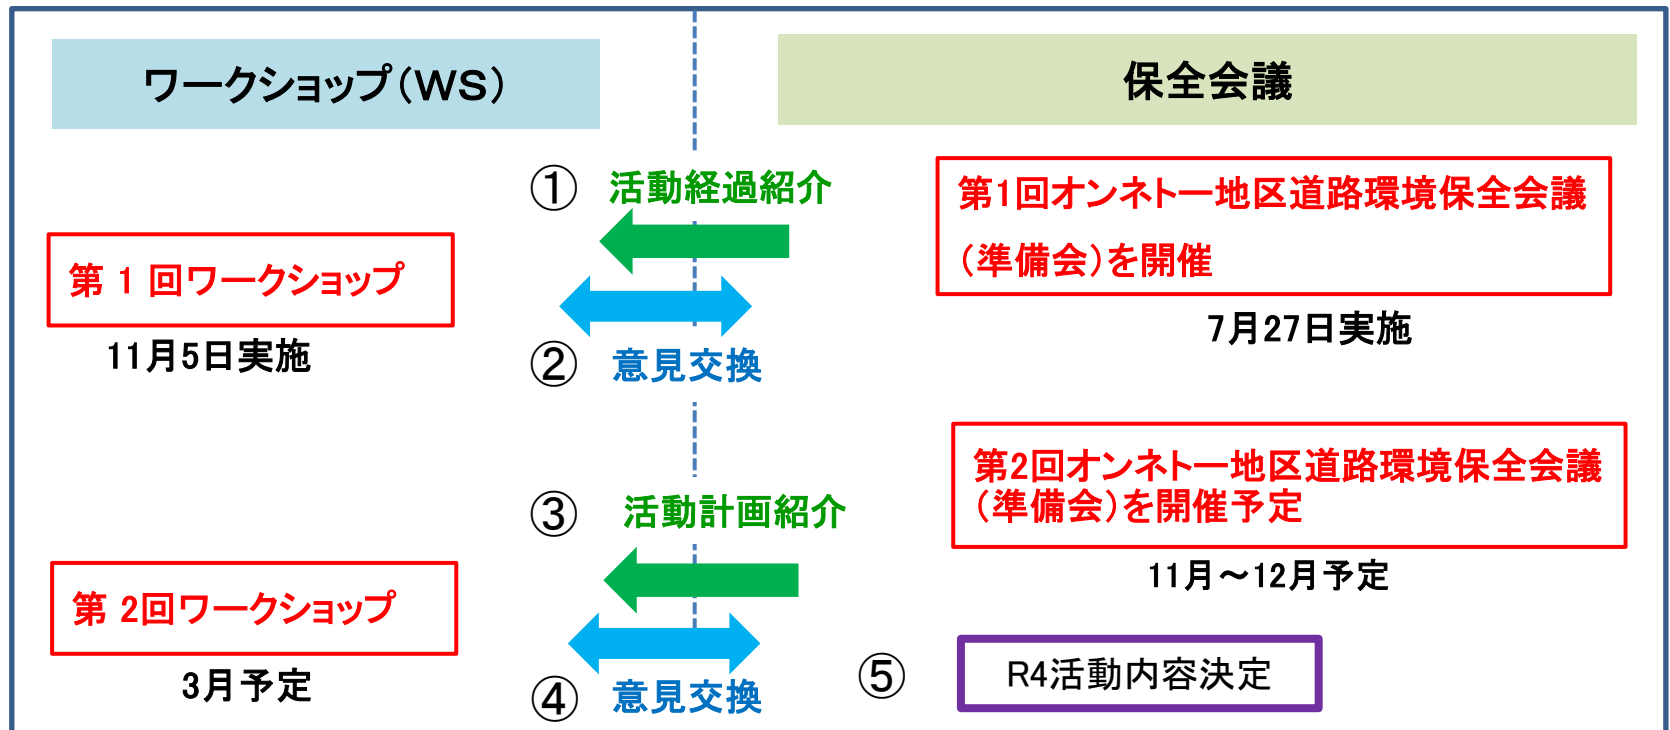 ワークショップ(WS)
保全会議
① 活動経過紹介
第1回オンネトー地区道路環境保全会議
(準備会)を開催
7月27日実施
第 1 回ワークショップ
11月5日実施
② 意見交換
③ 活動計画紹介
第2回オンネトー地区道路環境保全会議
(準備会)を開催予定
11月～12月予定
第 2回ワークショップ
3月予定
④ 意見交換
⑤ R4活動内容決定